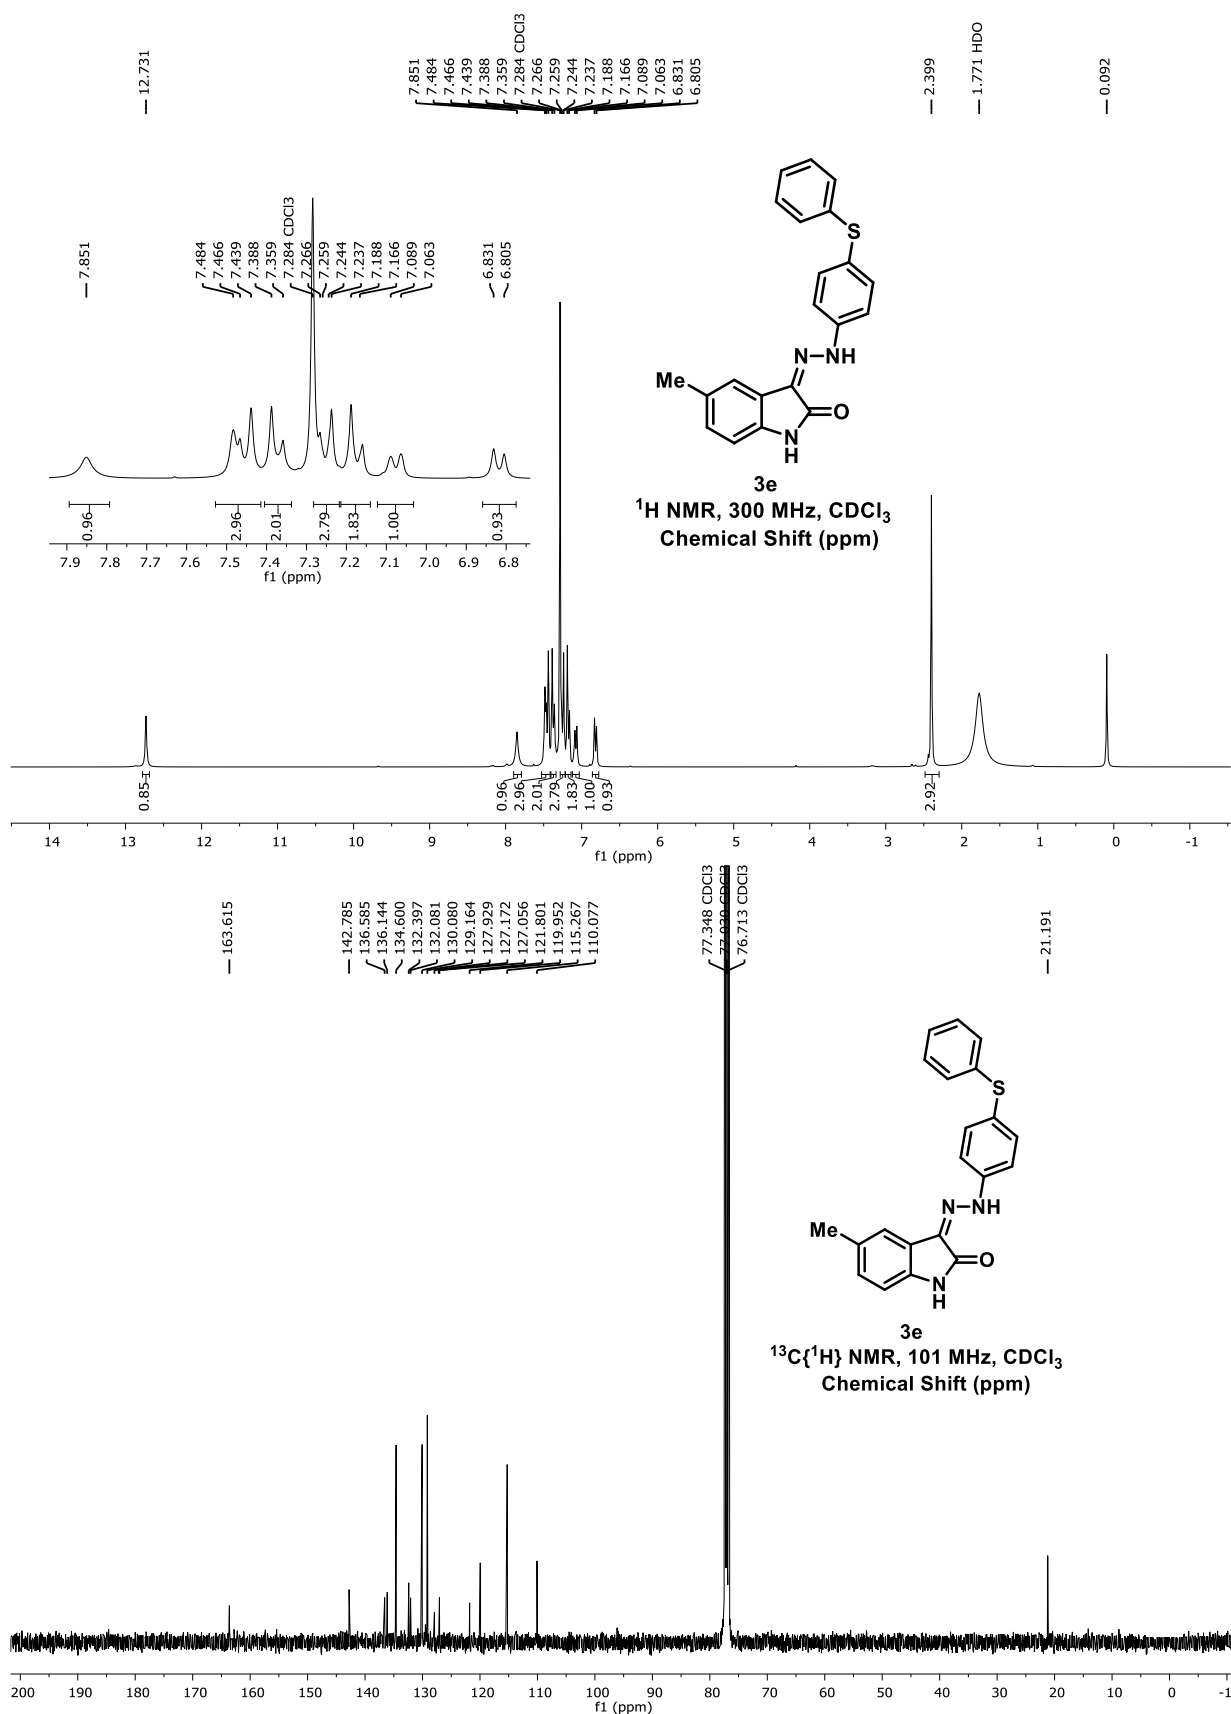 12.731
7.851
7.484
7.466
7.439
7.388
7.359
7.284 CDCl3
7.266
7.259
7.244
7.237
7.188
7.166
7.089
7.063
6.831
6.805
2.399
1.771 HDO
0.092
7.851
7.484
7.466
7.439
7.388
7.359
7.284 CDCl3
7.266
7.259
7.244
7.237
7.188
7.166
7.089
7.063
6.831
6.805
S
N–NH
Me
O
N
H
3e
¹H NMR, 300 MHz, CDCl₃
Chemical Shift (ppm)
0.96
2.96
2.01
2.79
1.83
1.00
0.93
7.9 7.8 7.7 7.6 7.5 7.4 7.3 7.2 7.1 7.0 6.9 6.8
f1 (ppm)
0.85
0.96
2.96
2.01
2.79
1.83
1.00
0.93
2.92
14 13 12 11 10 9 8 7 6 5 4 3 2 1 0 -1
f1 (ppm)
163.615
142.785
136.585
136.144
134.600
132.397
132.081
130.080
129.164
127.929
127.172
127.056
121.801
119.952
115.267
110.077
77.348 CDCl3
77.030 CDCl3
76.713 CDCl3
21.191
S
N–NH
Me
O
N
H
3e
¹³C{¹H} NMR, 101 MHz, CDCl₃
Chemical Shift (ppm)
200 190 180 170 160 150 140 130 120 110 100 90 80 70 60 50 40 30 20 10 0 -1
f1 (ppm)